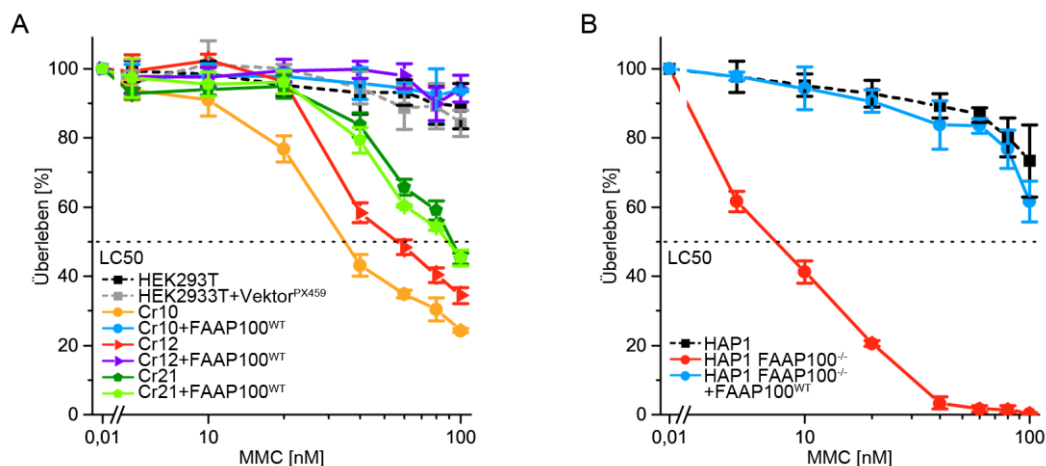 A
Überleben [%]
100
80
60
40
20
0
LC50
HEK293T
HEK2933T+Vektor^PX459
Cr10
Cr10+FAAP100^WT
Cr12
Cr12+FAAP100^WT
Cr21
Cr21+FAAP100^WT
0,01
10
100
MMC [nM]
B
Überleben [%]
100
80
60
40
20
0
LC50
HAP1
HAP1 FAAP100^-/-
HAP1 FAAP100^-/-
+FAAP100^WT
0,01
10
100
MMC [nM]